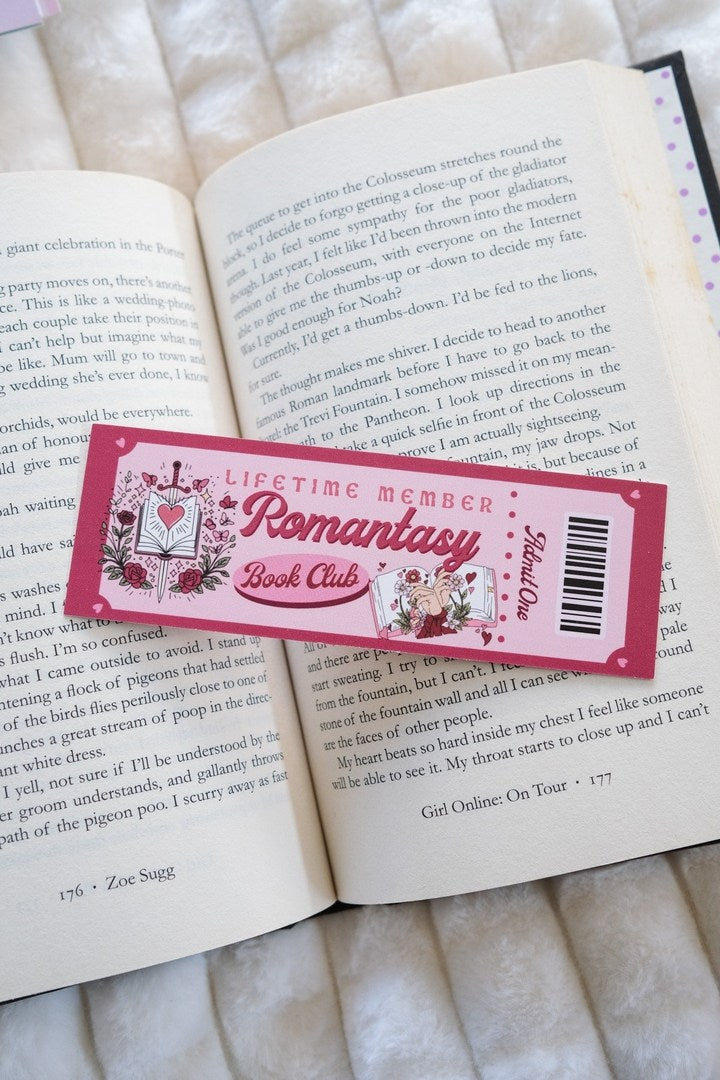 giant celebration in the Porter
party moves on, there's another
ce. This is like a wedding-photo
each couple take their position in
can't help but imagine what my
be like. Mum will go to town and
wedding she's ever done, I know
orchids, would be everywhere.
an of honour
ld give me
ah waiting
ld have
washes
mind. I
n't know what to
s flush. I'm so confused.
what I came outside to avoid. I stand up
htening a flock of pigeons that had settled
of the birds flies perilously close to one of
unches a great stream of poop in the direc-
ant white dress.
I yell, not sure if I'll be understood by the
er groom understands, and gallantly throws
path of the pigeon poo. I scurry away as fast
176 • Zoe Sugg
The queue to get into the Colosseum stretches round the
block, so I decide to forgo getting a close-up of the gladiator
arena. I do feel some sympathy for the poor gladiators,
though. Last year, I felt like I'd been thrown into the modern
version of the Colosseum, with everyone on the Internet
able to give me the thumbs-up or -down to decide my fate.
Was I good enough for Noah?
Currently, I'd get a thumbs-down. I'd be fed to the lions,
for sure.
The thought makes me shiver. I decide to head to another
famous Roman landmark before I have to go back to the
hotel: the Trevi Fountain. I somehow missed it on my mean-
to the Pantheon. I look up directions in the
take a quick selfie in front of the Colosseum
prove I am actually sightseeing.
fountain, my jaw drops. Not
it is, but because of
lines in a
LIFETIME MEMBER
Romantasy
Book Club
Admit One
and there are
start sweating. I try to
way
from the fountain, but I can't. I
pale
stone of the fountain wall and all I can see
round
are the faces of other people.
My heart beats so hard inside my chest I feel like someone
will be able to see it. My throat starts to close up and I can't
Girl Online: On Tour • 177